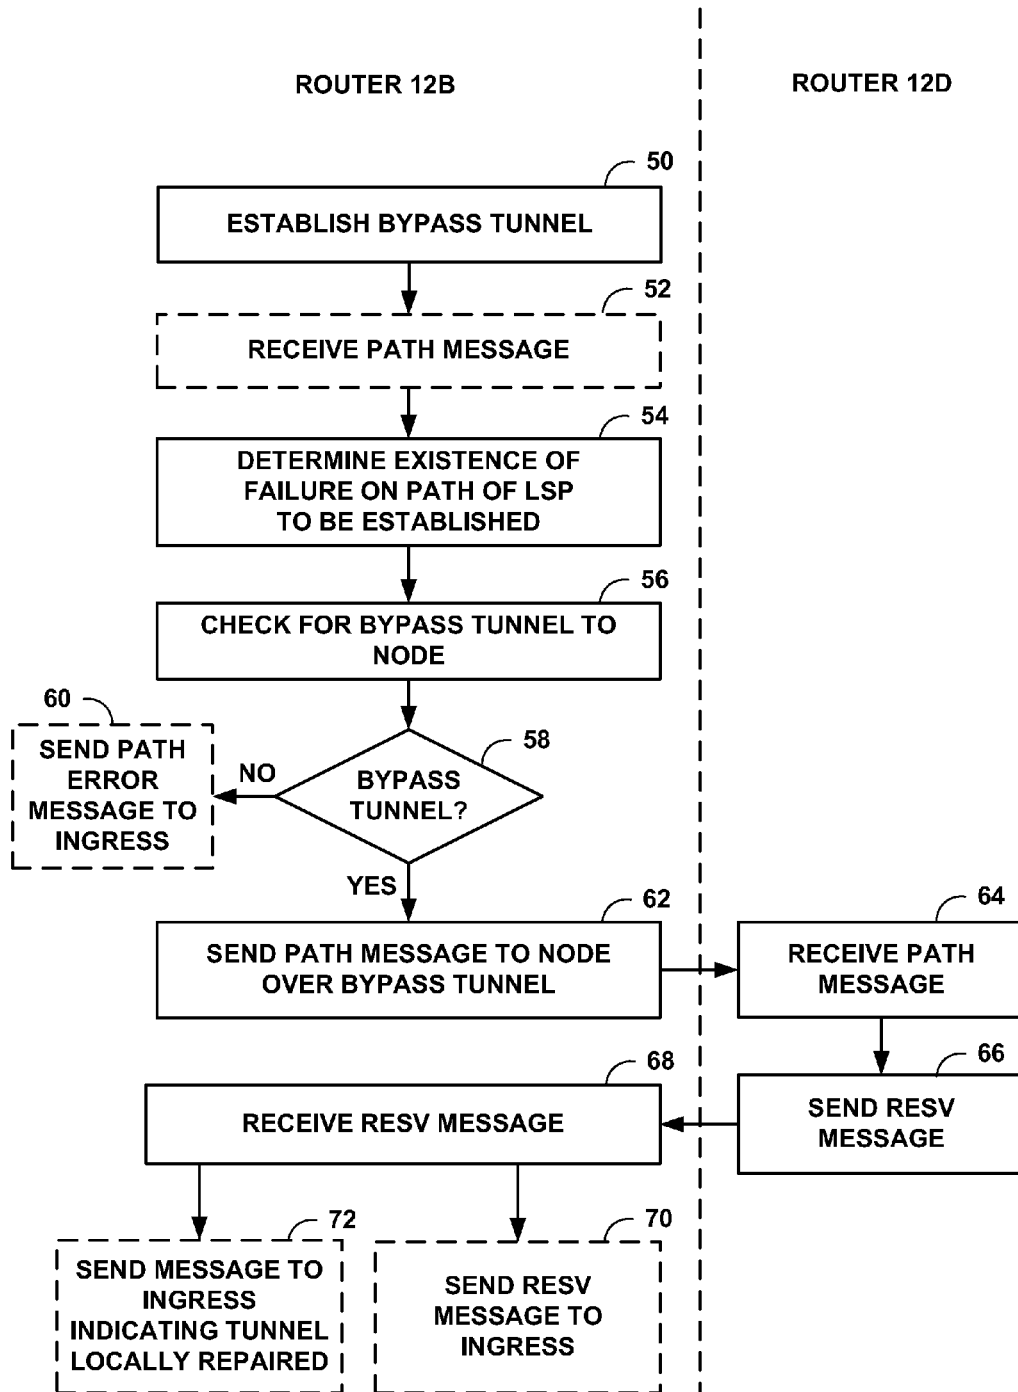 ROUTER 12B
ROUTER 12D
50
ESTABLISH BYPASS TUNNEL
52
RECEIVE PATH MESSAGE
54
DETERMINE EXISTENCE OF
FAILURE ON PATH OF LSP
TO BE ESTABLISHED
56
CHECK FOR BYPASS TUNNEL TO
NODE
58
BYPASS
TUNNEL?
NO
60
SEND PATH
ERROR
MESSAGE TO
INGRESS
YES
62
SEND PATH MESSAGE TO NODE
OVER BYPASS TUNNEL
64
RECEIVE PATH
MESSAGE
66
SEND RESV
MESSAGE
68
RECEIVE RESV MESSAGE
72
SEND MESSAGE TO
INGRESS
INDICATING TUNNEL
LOCALLY REPAIRED
70
SEND RESV
MESSAGE TO
INGRESS